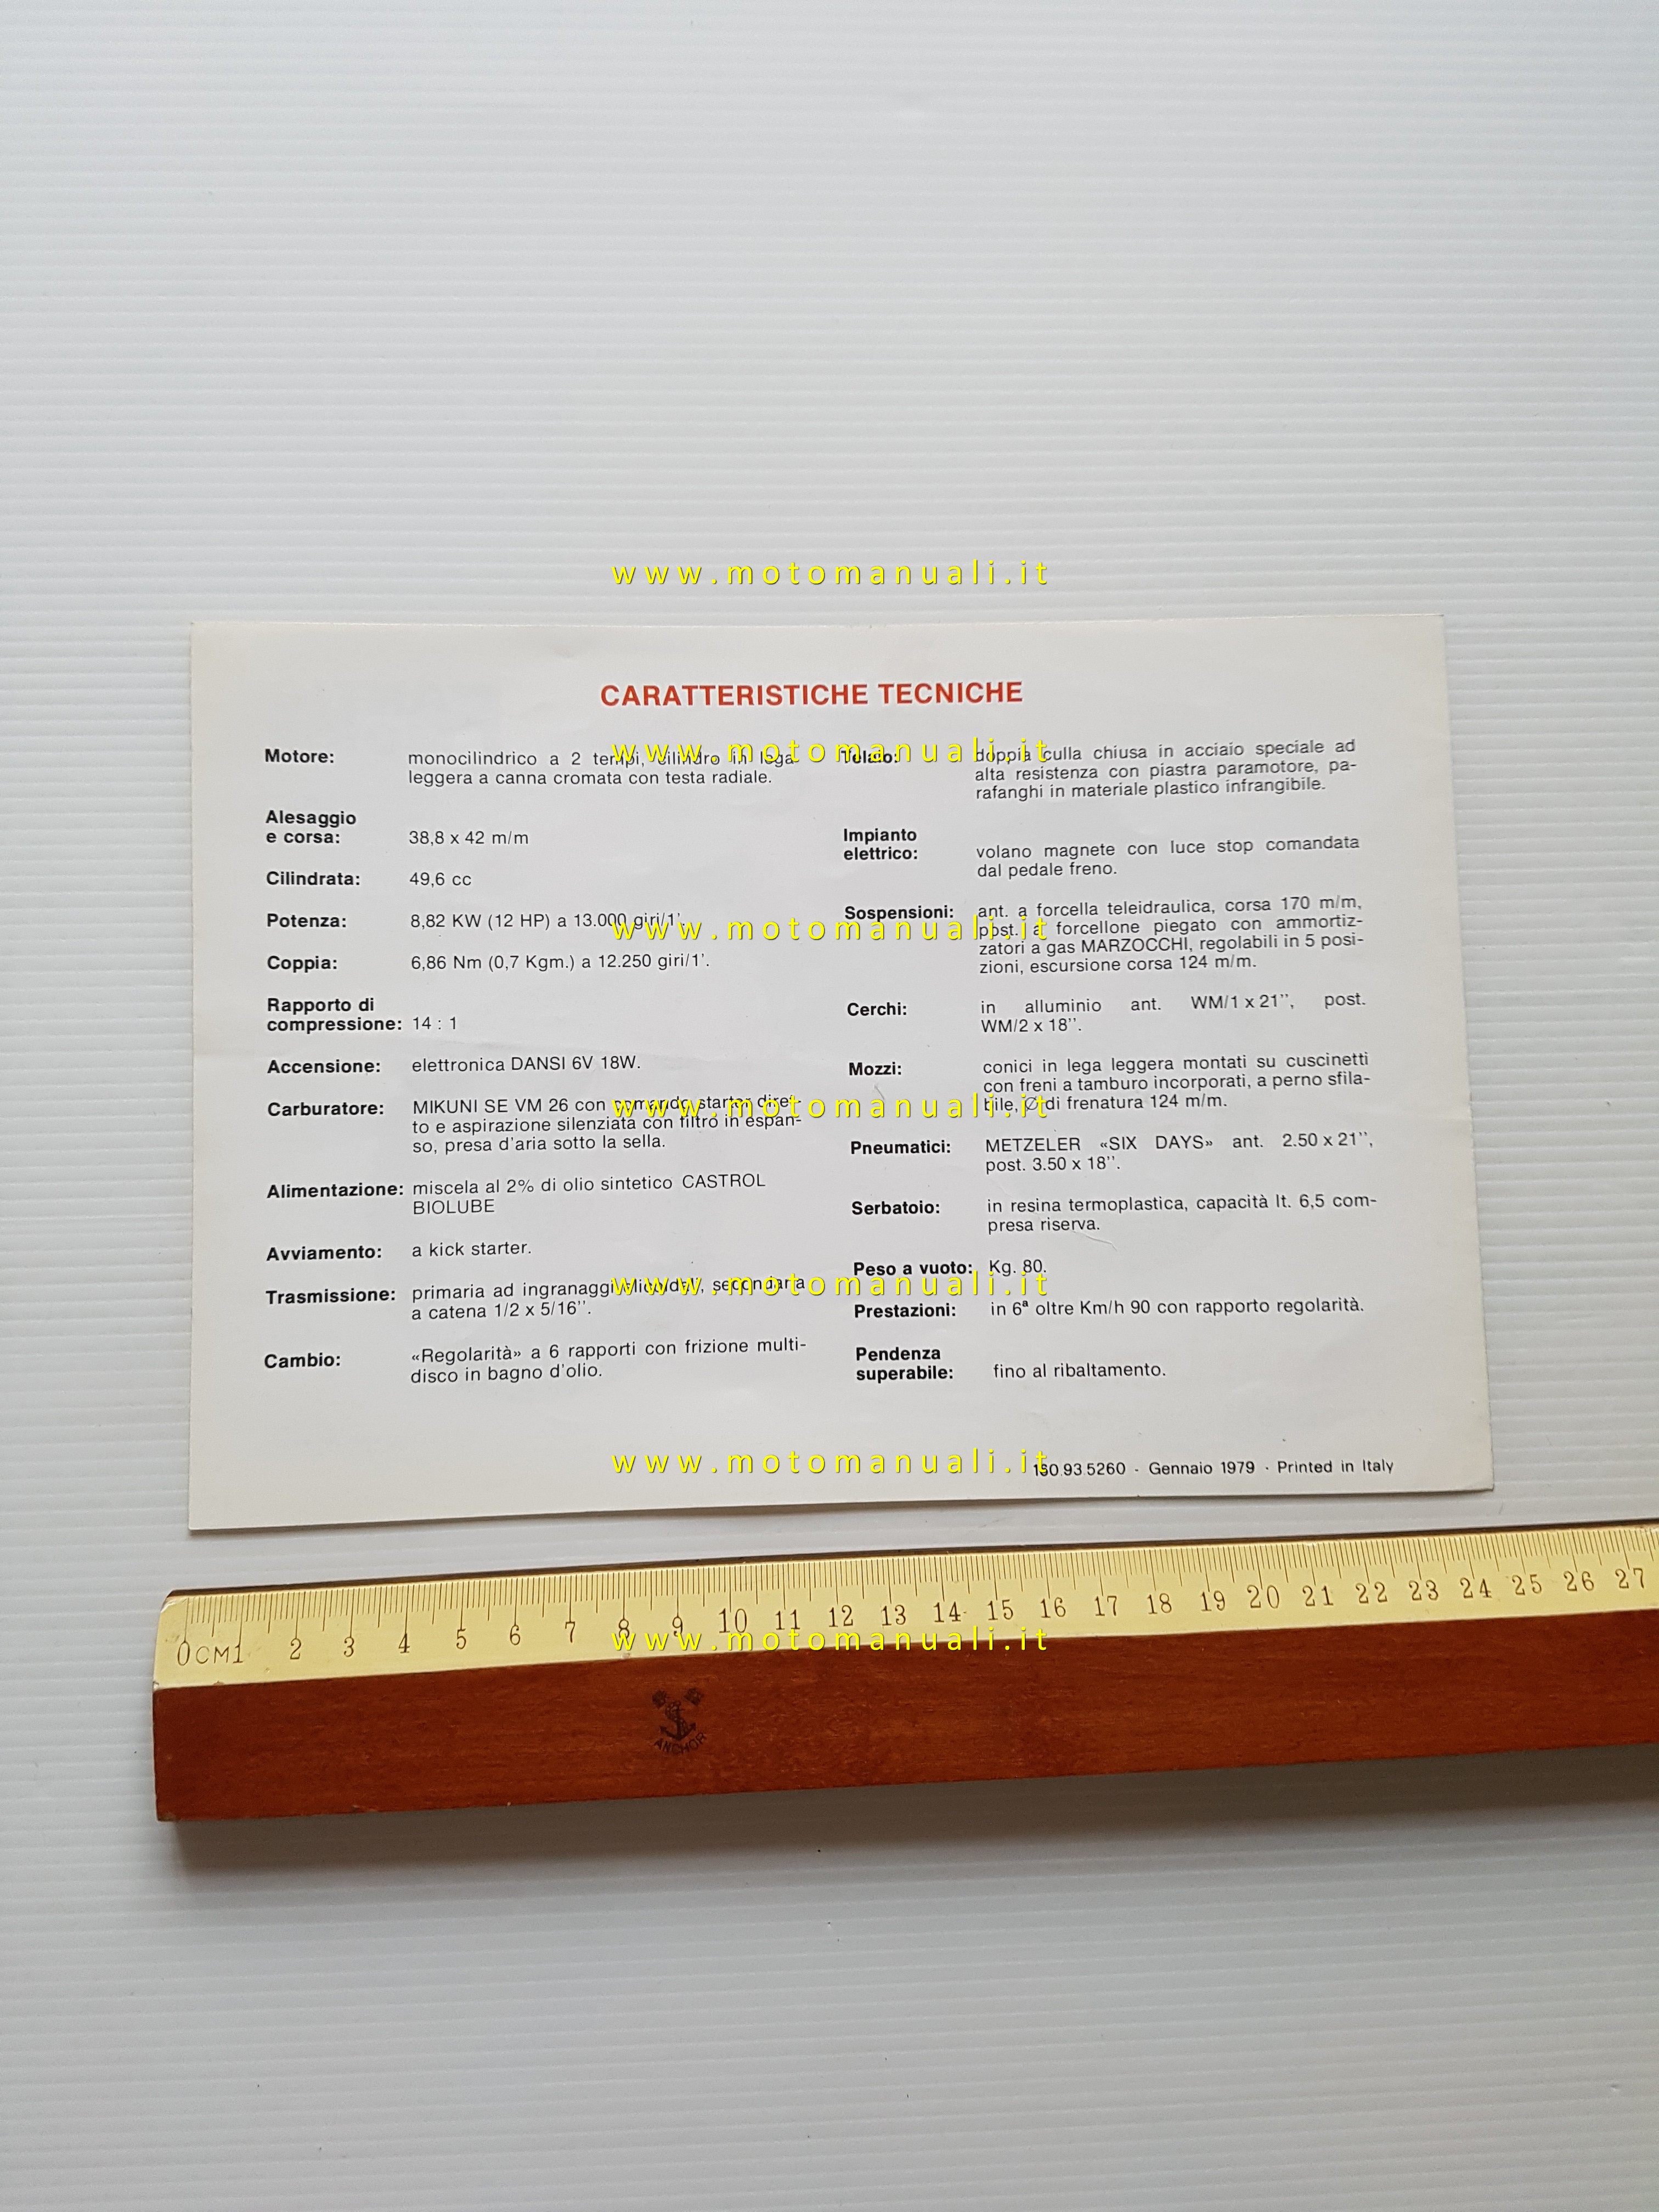 www.motomanuali.it
CARATTERISTICHE TECNICHE
Motore: monocilindrico a 2 tempi, cilindro in lega
leggera a canna cromata con testa radiale.
Alesaggio
e corsa: 38,8 x 42 m/m
Cilindrata: 49,6 cc
Potenza: 8,82 KW (12 HP) a 13.000 giri/1'.
Coppia: 6,86 Nm (0,7 Kgm.) a 12.250 giri/1'.
Rapporto di
compressione: 14 : 1
Accensione: elettronica DANSI 6V 18W.
Carburatore: MIKUNI SE VM 26 con comando starter diret-
to e aspirazione silenziata con filtro in espan-
so, presa d'aria sotto la sella.
Alimentazione: miscela al 2% di olio sintetico CASTROL
BIOLUBE
Avviamento: a kick starter.
Trasmissione: primaria ad ingranaggi elicoidali, secondaria
a catena 1/2 x 5/16''.
Cambio: «Regolarità» a 6 rapporti con frizione multi-
disco in bagno d'olio.
Telaio: doppia culla chiusa in acciaio speciale ad
alta resistenza con piastra paramotore, pa-
rafanghi in materiale plastico infrangibile.
Impianto
elettrico: volano magnete con luce stop comandata
dal pedale freno.
Sospensioni: ant. a forcella teleidraulica, corsa 170 m/m,
post. a forcellone piegato con ammortiz-
zatori a gas MARZOCCHI, regolabili in 5 posi-
zioni, escursione corsa 124 m/m.
Cerchi: in alluminio ant. WM/1 x 21'', post.
WM/2 x 18''.
Mozzi: conici in lega leggera montati su cuscinetti
con freni a tamburo incorporati, a perno sfila-
bile, Ø di frenatura 124 m/m.
Pneumatici: METZELER «SIX DAYS» ant. 2.50 x 21'',
post. 3.50 x 18''.
Serbatoio: in resina termoplastica, capacità lt. 6,5 com-
presa riserva.
Peso a vuoto: Kg. 80.
Prestazioni: in 6ª oltre Km/h 90 con rapporto regolarità.
Pendenza
superabile: fino al ribaltamento.
www.motomanuali.it
www.motomanuali.it
www.motomanuali.it
www.motomanuali.it
www.motomanuali.it
150.93.5260 - Gennaio 1979 - Printed in Italy
0CM1 2 3 4 5 6 7 8 9 10 11 12 13 14 15 16 17 18 19 20 21 22 23 24 25 26 27
www.motomanuali.it
ANCHOR